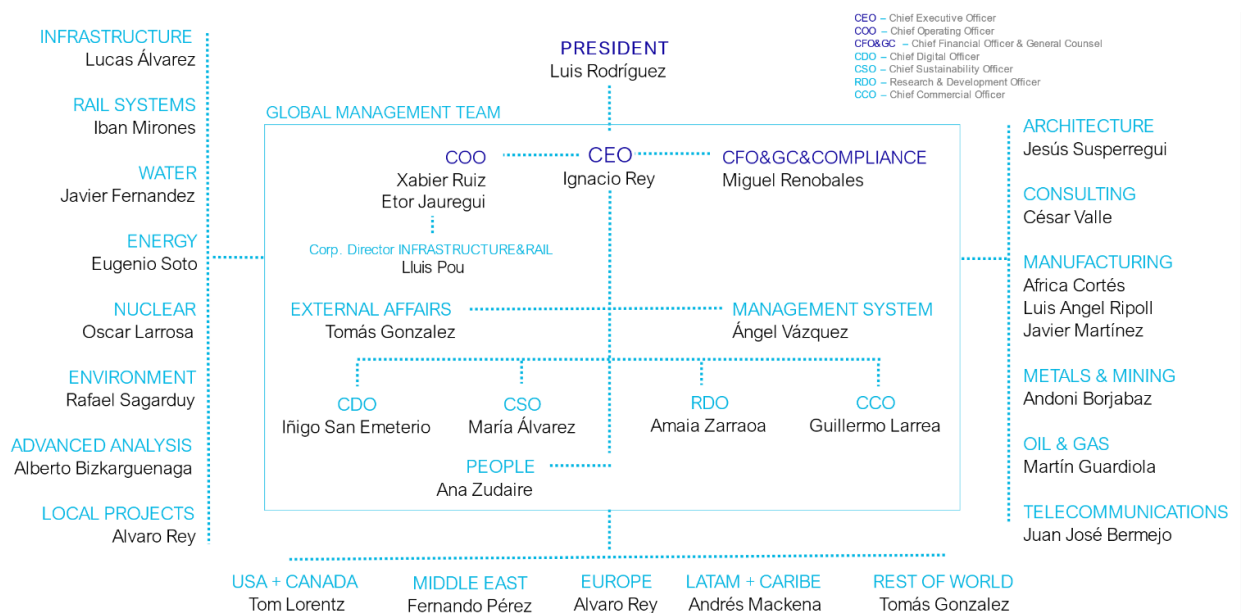 CEO – Chief Executive Officer
COO – Chief Operating Officer
CFO&GC – Chief Financial Officer & General Counsel
CDO – Chief Digital Officer
CSO – Chief Sustainability Officer
RDO – Research & Development Officer
CCO – Chief Commercial Officer
PRESIDENT
Luis Rodríguez
INFRASTRUCTURE
Lucas Álvarez
RAIL SYSTEMS
Iban Mirones
WATER
Javier Fernandez
ENERGY
Eugenio Soto
NUCLEAR
Oscar Larrosa
ENVIRONMENT
Rafael Sagarduy
ADVANCED ANALYSIS
Alberto Bizkarguenaga
LOCAL PROJECTS
Alvaro Rey
GLOBAL MANAGEMENT TEAM
COO
Xabier Ruiz
Etor Jauregui
CEO
Ignacio Rey
CFO&GC&COMPLIANCE
Miguel Renobales
Corp. Director INFRASTRUCTURE&RAIL
Lluis Pou
EXTERNAL AFFAIRS
Tomás Gonzalez
MANAGEMENT SYSTEM
Ángel Vázquez
CDO
Iñigo San Emeterio
CSO
María Álvarez
RDO
Amaia Zarraoa
CCO
Guillermo Larrea
PEOPLE
Ana Zudaire
ARCHITECTURE
Jesús Susperregui
CONSULTING
César Valle
MANUFACTURING
Africa Cortés
Luis Angel Ripoll
Javier Martínez
METALS & MINING
Andoni Borjabaz
OIL & GAS
Martín Guardiola
TELECOMMUNICATIONS
Juan José Bermejo
USA + CANADA
Tom Lorentz
MIDDLE EAST
Fernando Pérez
EUROPE
Alvaro Rey
LATAM + CARIBE
Andrés Mackena
REST OF WORLD
Tomás Gonzalez